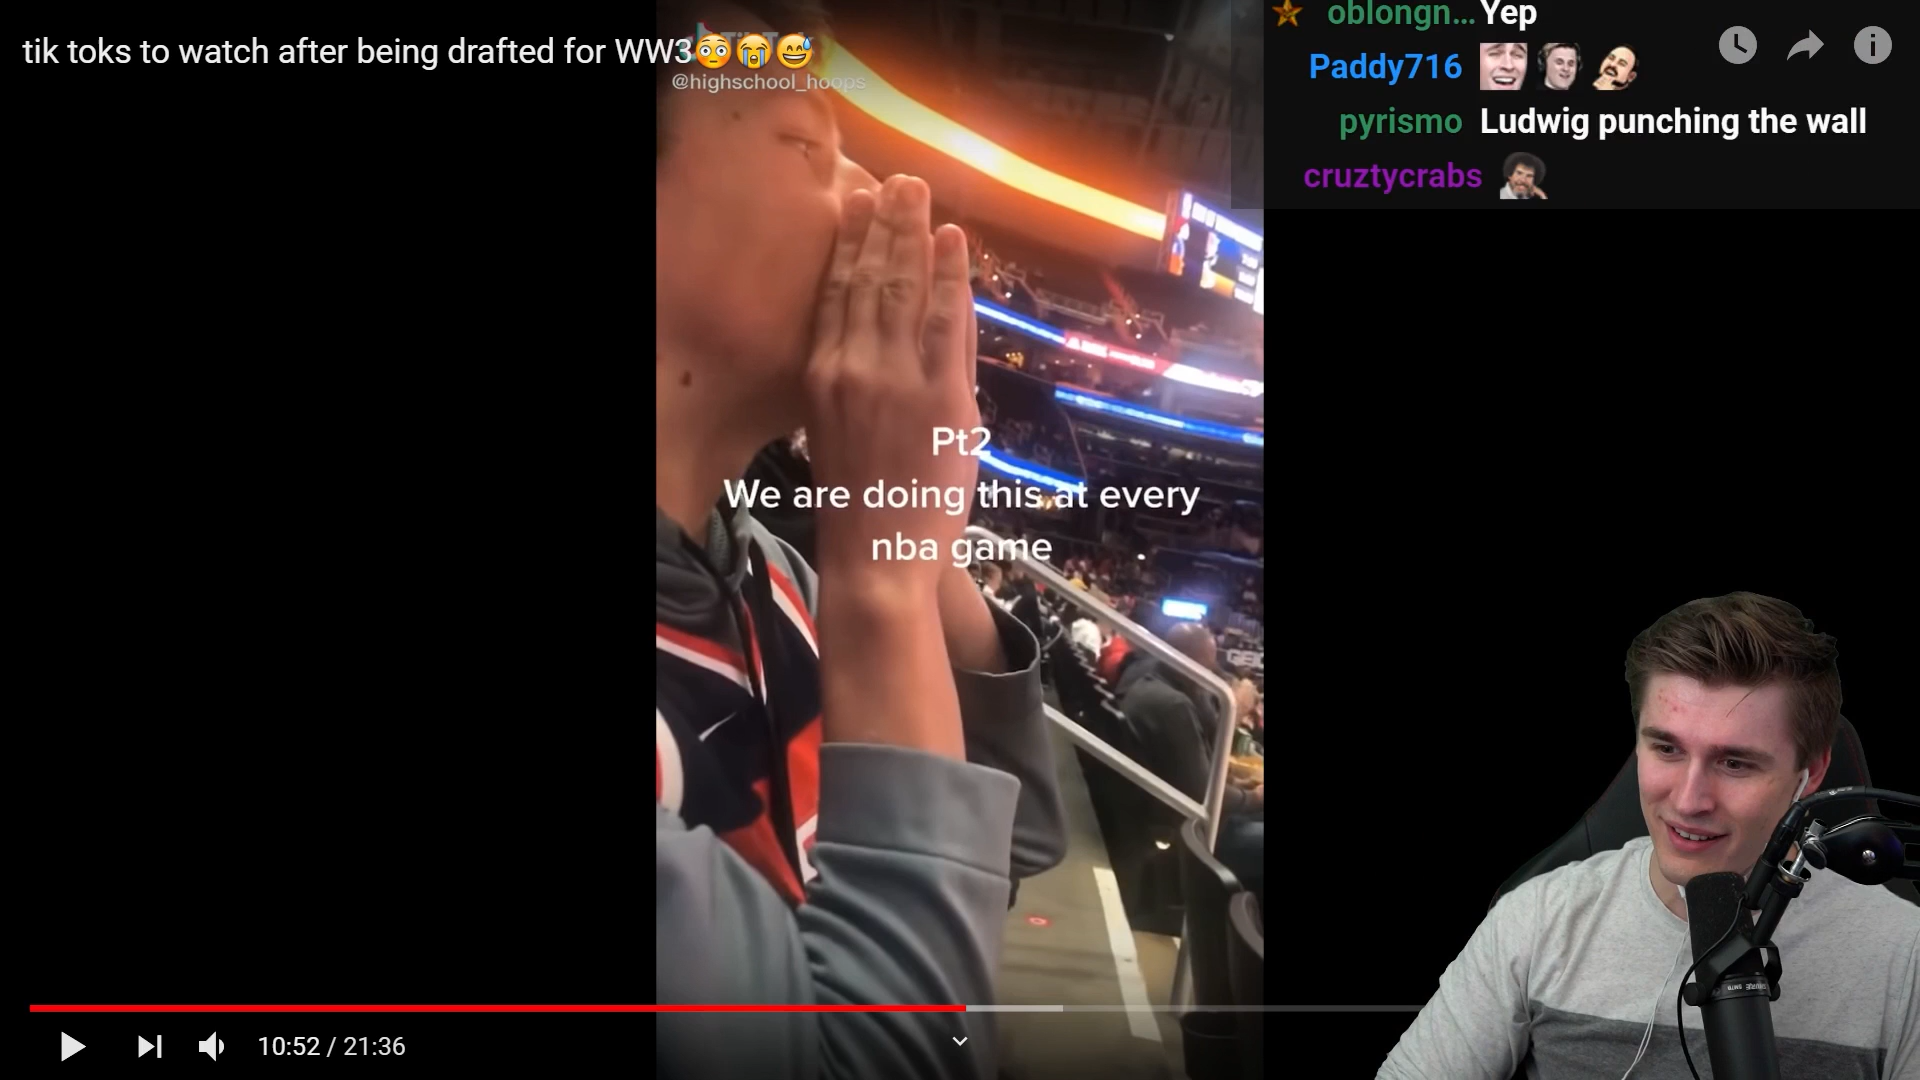 tik toks to watch after being drafted for WW3😳😭😅
@highschool_hoops
oblongn... Yep
Paddy716
pyrismo Ludwig punching the wall
cruztycrabs
Pt2
We are doing this at every
nba game
10:52 / 21:36